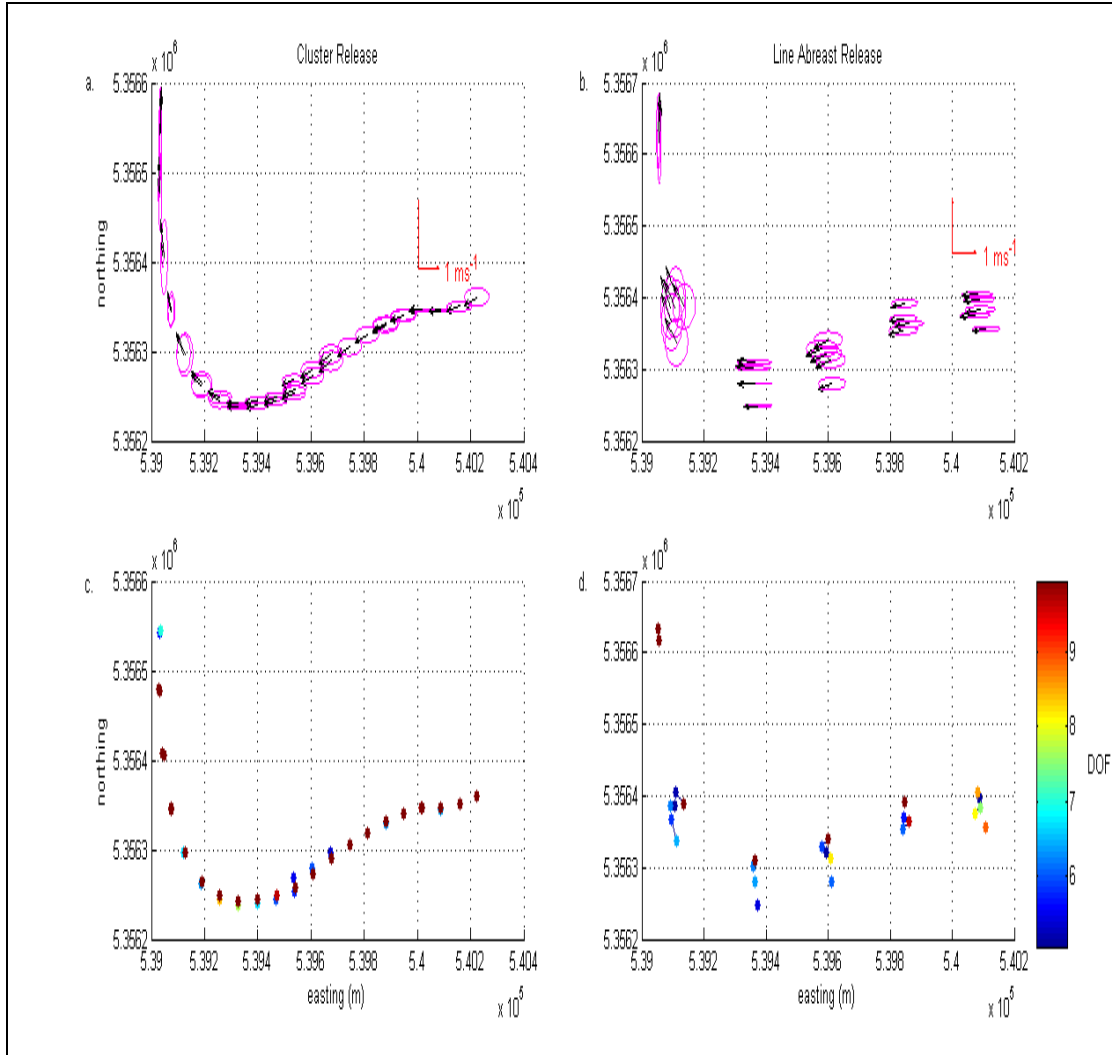 Cluster Release
Line Abreast Release
a.
x 10^6
5.3566
5.3565
5.3564
5.3563
5.3562
northing
1 ms^-1
5.39 5.392 5.394 5.396 5.398 5.4 5.402 5.404
x 10^5
b.
x 10^6
5.3567
5.3566
5.3565
5.3564
5.3563
5.3562
1 ms^-1
5.39 5.392 5.394 5.396 5.398 5.4 5.402
x 10^5
c.
x 10^6
5.3566
5.3565
5.3564
5.3563
5.3562
northing
5.39 5.392 5.394 5.396 5.398 5.4 5.402 5.404
easting (m)
x 10^5
d.
x 10^6
5.3567
5.3566
5.3565
5.3564
5.3563
5.3562
5.39 5.392 5.394 5.396 5.398 5.4 5.402
easting (m)
x 10^5
9
8
7
6
DOF